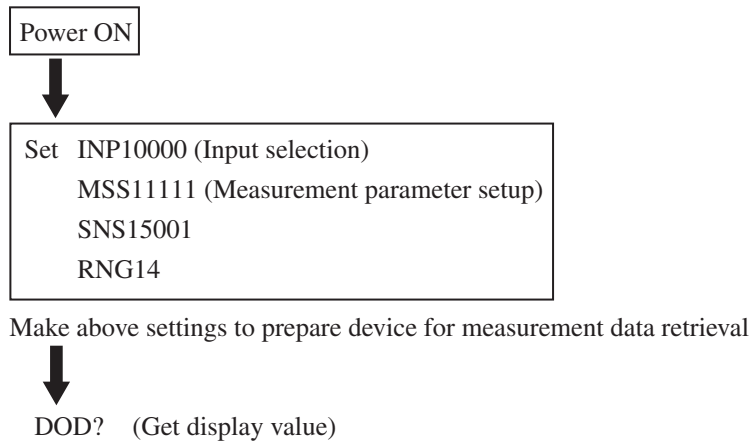 Power ON
Set INP10000 (Input selection)
MSS11111 (Measurement parameter setup)
SNS15001
RNG14
Make above settings to prepare device for measurement data retrieval
DOD? (Get display value)